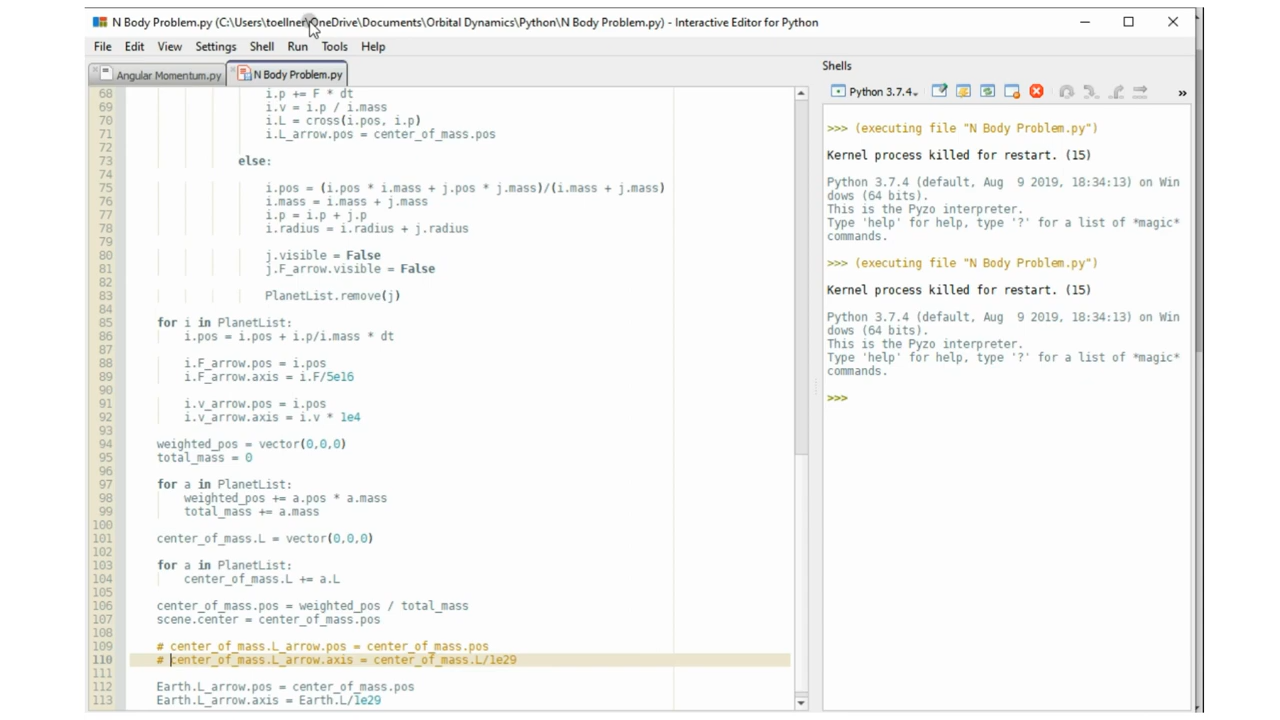 N Body Problem.py (C:\Users\toellner\OneDrive\Documents\Orbital Dynamics\Python\N Body Problem.py) - Interactive Editor for Python
File Edit View Settings Shell Run Tools Help
Angular Momentum.py N Body Problem.py
68 i.p += F * dt
69 i.v = i.p / i.mass
70 i.L = cross(i.pos, i.p)
71 i.L_arrow.pos = center_of_mass.pos
72
73 else:
74
75 i.pos = (i.pos * i.mass + j.pos * j.mass)/(i.mass + j.mass)
76 i.mass = i.mass + j.mass
77 i.p = i.p + j.p
78 i.radius = i.radius + j.radius
79
80 j.visible = False
81 j.F_arrow.visible = False
82
83 PlanetList.remove(j)
84
85 for i in PlanetList:
86 i.pos = i.pos + i.p/i.mass * dt
87
88 i.F_arrow.pos = i.pos
89 i.F_arrow.axis = i.F/5e16
90
91 i.v_arrow.pos = i.pos
92 i.v_arrow.axis = i.v * 1e4
93
94 weighted_pos = vector(0,0,0)
95 total_mass = 0
96
97 for a in PlanetList:
98 weighted_pos += a.pos * a.mass
99 total_mass += a.mass
100
101 center_of_mass.L = vector(0,0,0)
102
103 for a in PlanetList:
104 center_of_mass.L += a.L
105
106 center_of_mass.pos = weighted_pos / total_mass
107 scene.center = center_of_mass.pos
108
109 # center_of_mass.L_arrow.pos = center_of_mass.pos
110 # center_of_mass.L_arrow.axis = center_of_mass.L/1e29
111
112 Earth.L_arrow.pos = center_of_mass.pos
113 Earth.L_arrow.axis = Earth.L/1e29
Shells
Python 3.7.4
>>> (executing file "N Body Problem.py")
Kernel process killed for restart. (15)
Python 3.7.4 (default, Aug 9 2019, 18:34:13) on Win
dows (64 bits).
This is the Pyzo interpreter.
Type 'help' for help, type '?' for a list of *magic*
commands.
>>> (executing file "N Body Problem.py")
Kernel process killed for restart. (15)
Python 3.7.4 (default, Aug 9 2019, 18:34:13) on Win
dows (64 bits).
This is the Pyzo interpreter.
Type 'help' for help, type '?' for a list of *magic*
commands.
>>>